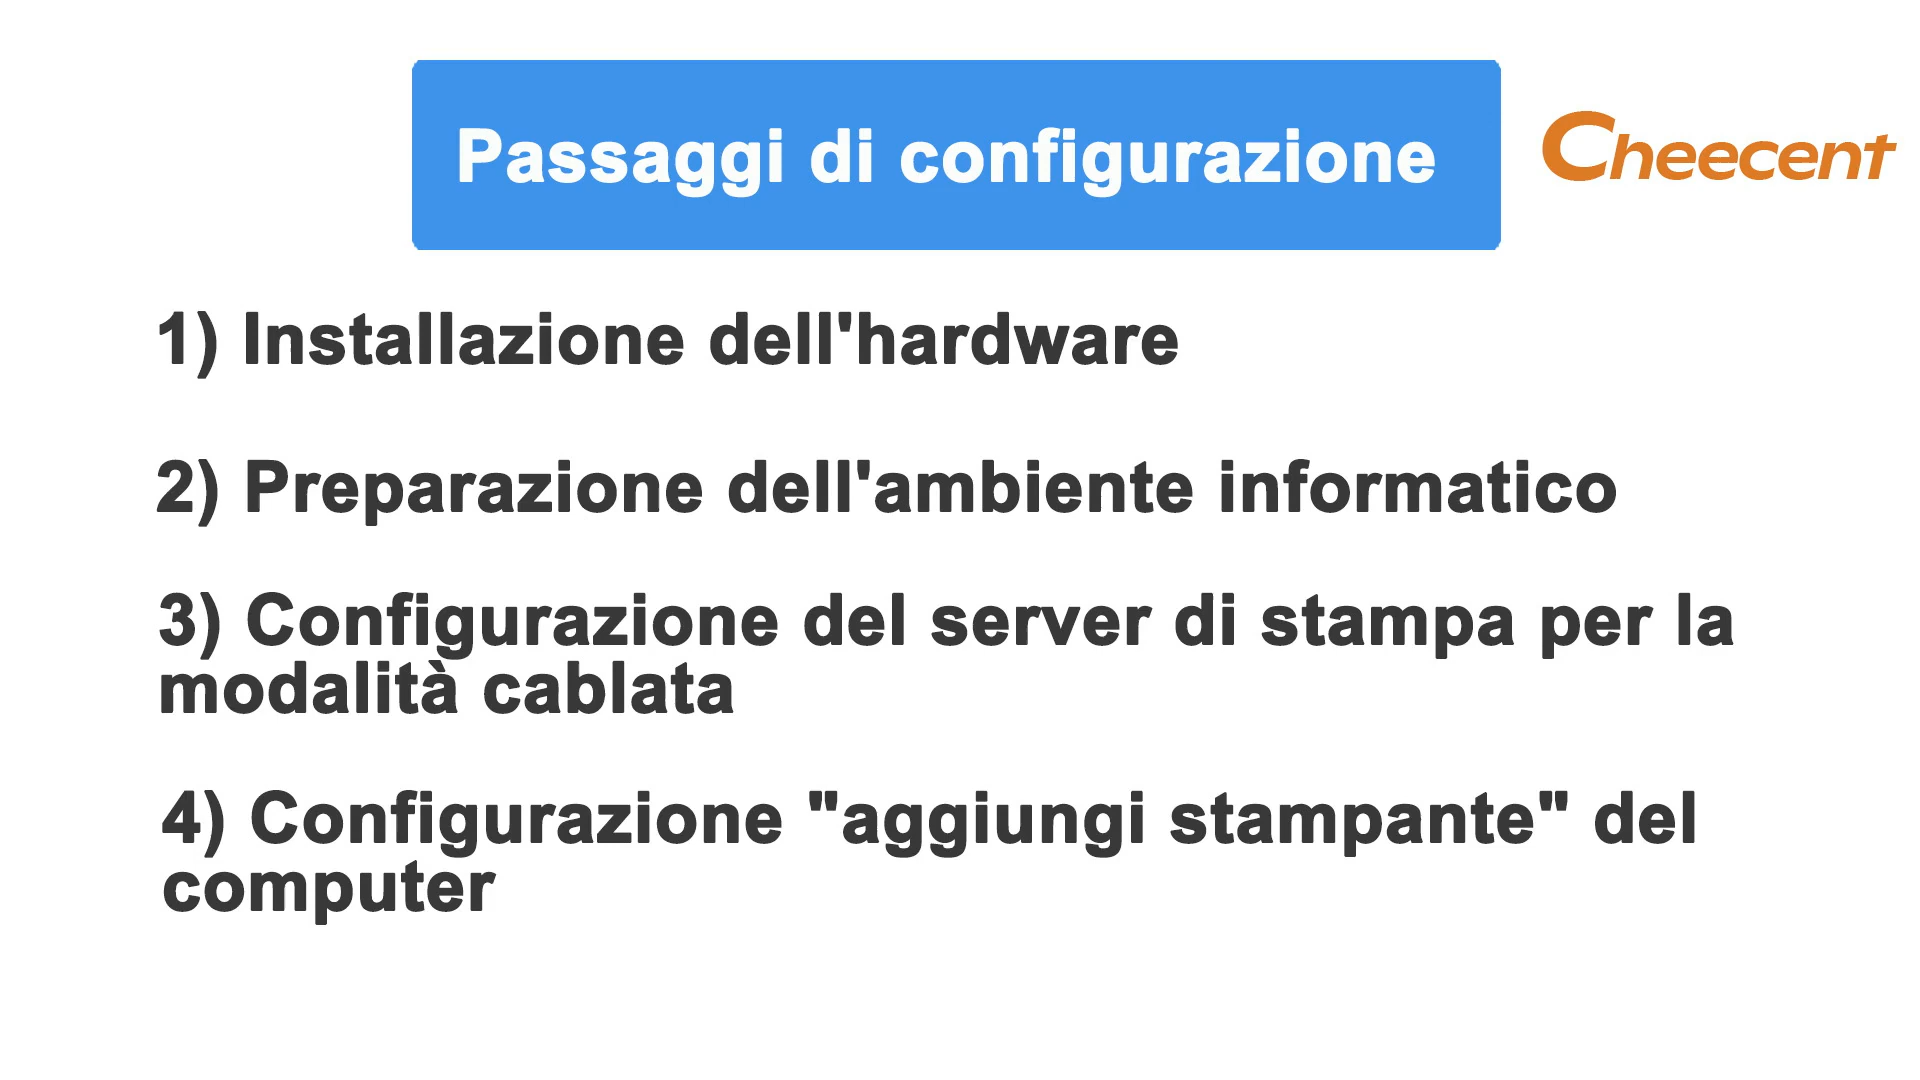 Passaggi di configurazione
Cheecent
1) Installazione dell'hardware
2) Preparazione dell'ambiente informatico
3) Configurazione del server di stampa per la
modalità cablata
4) Configurazione "aggiungi stampante" del
computer